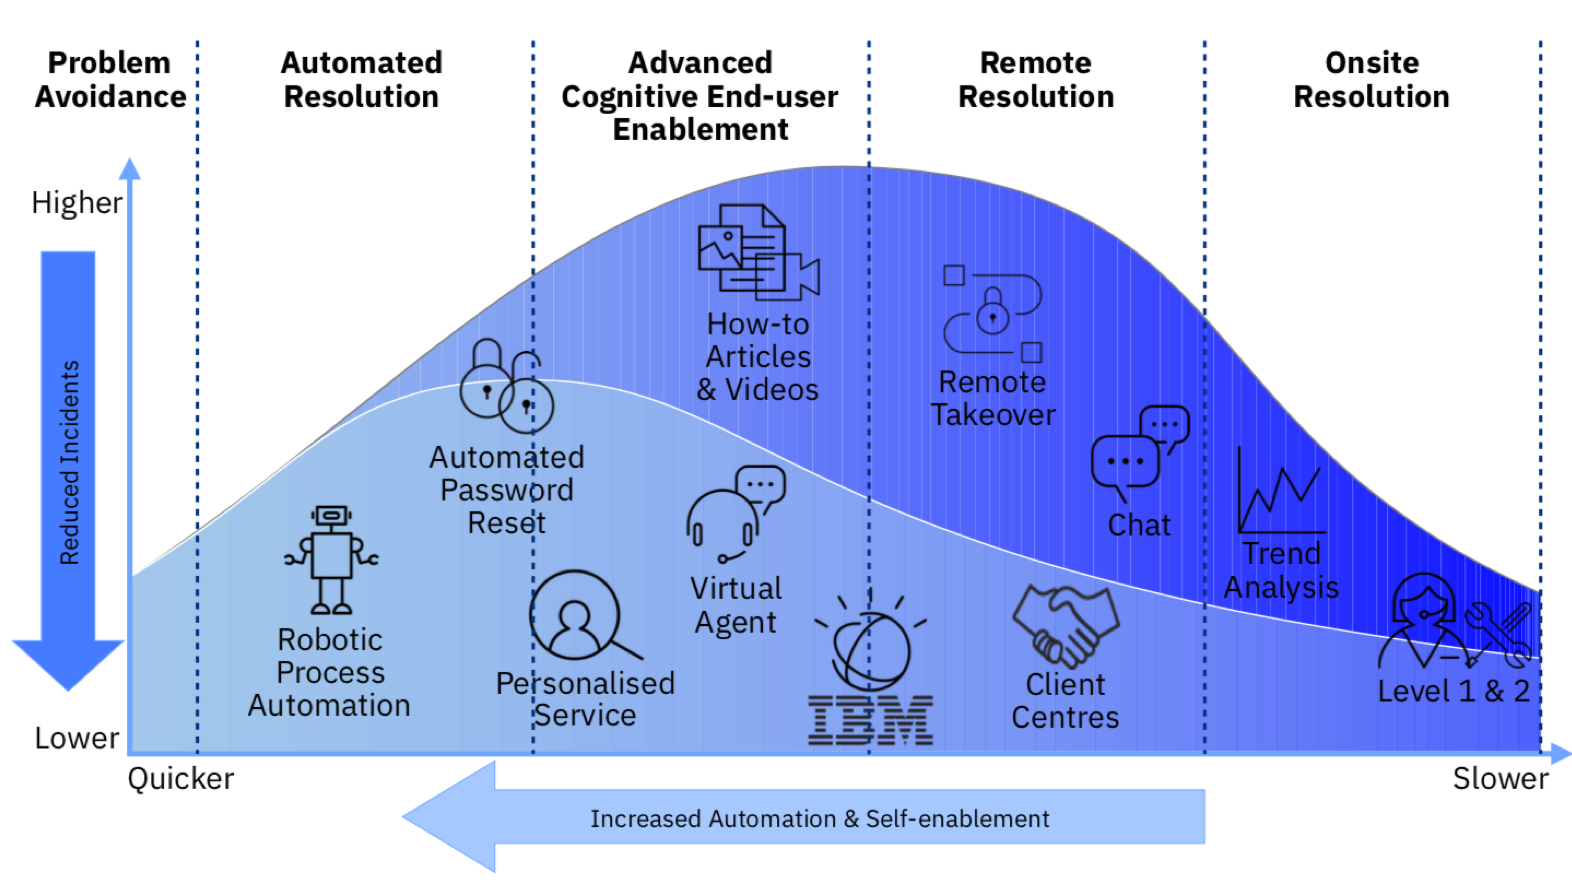 Problem
Avoidance
Automated
Resolution
Advanced
Cognitive End-user
Enablement
Remote
Resolution
Onsite
Resolution
Higher
Reduced Incidents
Lower
How-to
Articles
& Videos
Remote
Takeover
Automated
Password
Reset
Chat
Trend
Analysis
Virtual
Agent
Robotic
Process
Automation
Personalised
Service
IBM
Client
Centres
Level 1 & 2
Quicker
Slower
Increased Automation & Self-enablement